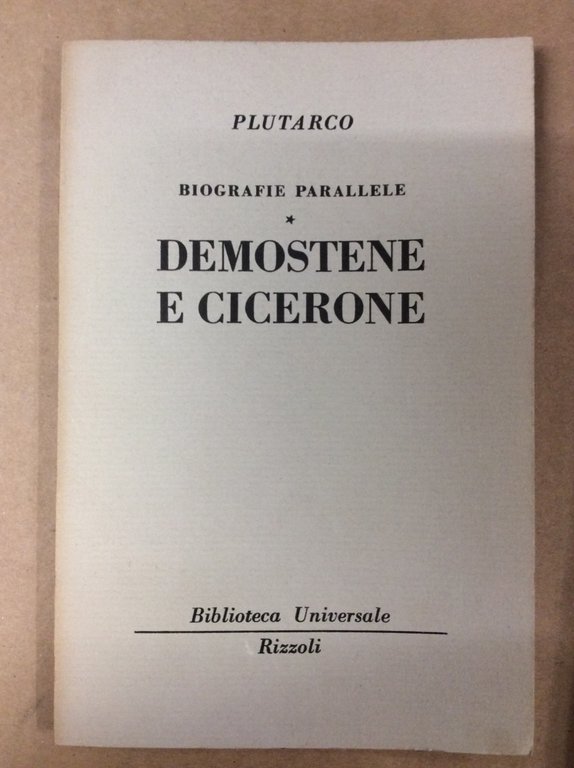 PLUTARCO
BIOGRAFIE PARALLELE
★
DEMOSTENE
E CICERONE
Biblioteca Universale
Rizzoli